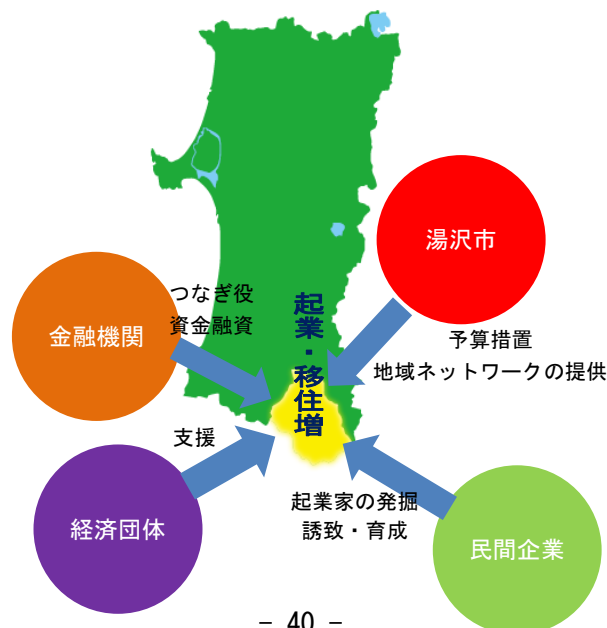 湯沢市
金融機関
つなぎ役
資金融資
起業・移住増
予算措置
地域ネットワークの提供
支援
経済団体
起業家の発掘
誘致・育成
民間企業
- 40 -